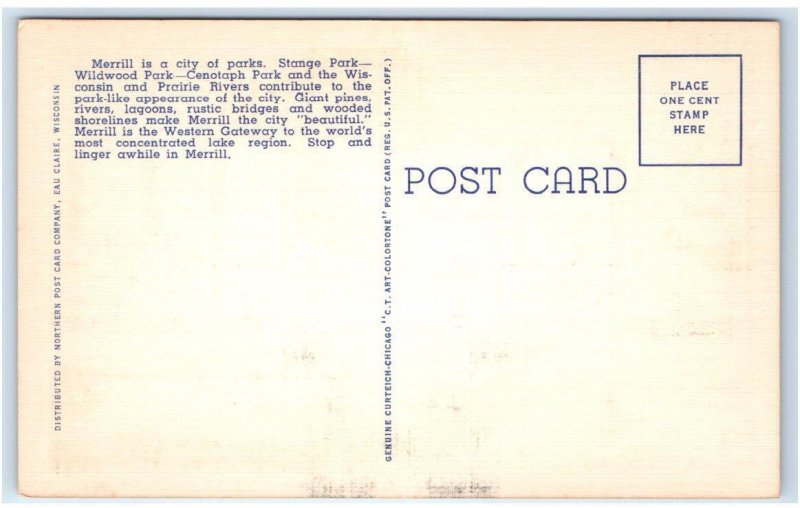 Merrill is a city of parks. Stange Park—
Wildwood Park—Cenotaph Park and the Wis-
consin and Prairie Rivers contribute to the
park-like appearance of the city. Giant pines,
rivers, lagoons, rustic bridges and wooded
shorelines make Merrill the city "beautiful."
Merrill is the Western Gateway to the world's
most concentrated lake region. Stop and
linger awhile in Merrill.
DISTRIBUTED BY NORTHERN POST CARD COMPANY, EAU CLAIRE, WISCONSIN
GENUINE CURTEICH-CHICAGO "C.T. ART-COLORTONE" POST CARD (REG. U.S. PAT. OFF.)
POST CARD
PLACE
ONE CENT
STAMP
HERE